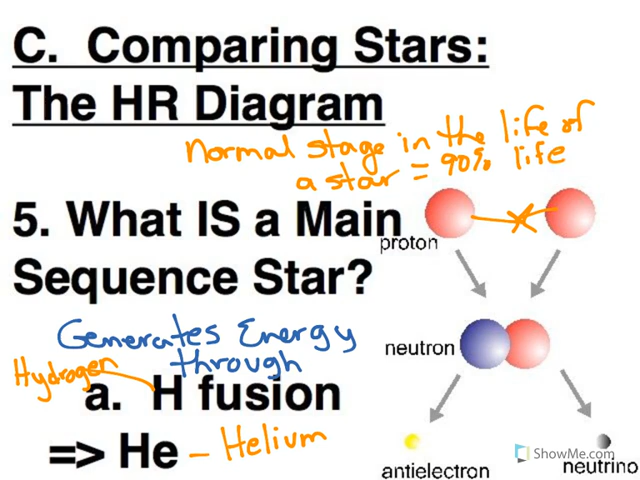 C. Comparing Stars:
The HR Diagram
Normal stage in the life of
a star = 90% life
5. What IS a Main
Sequence Star?
proton
Generates Energy
through
neutron
Hydrogen
a. H fusion
=> He – Helium
ShowMe.com
antielectron
neutrino